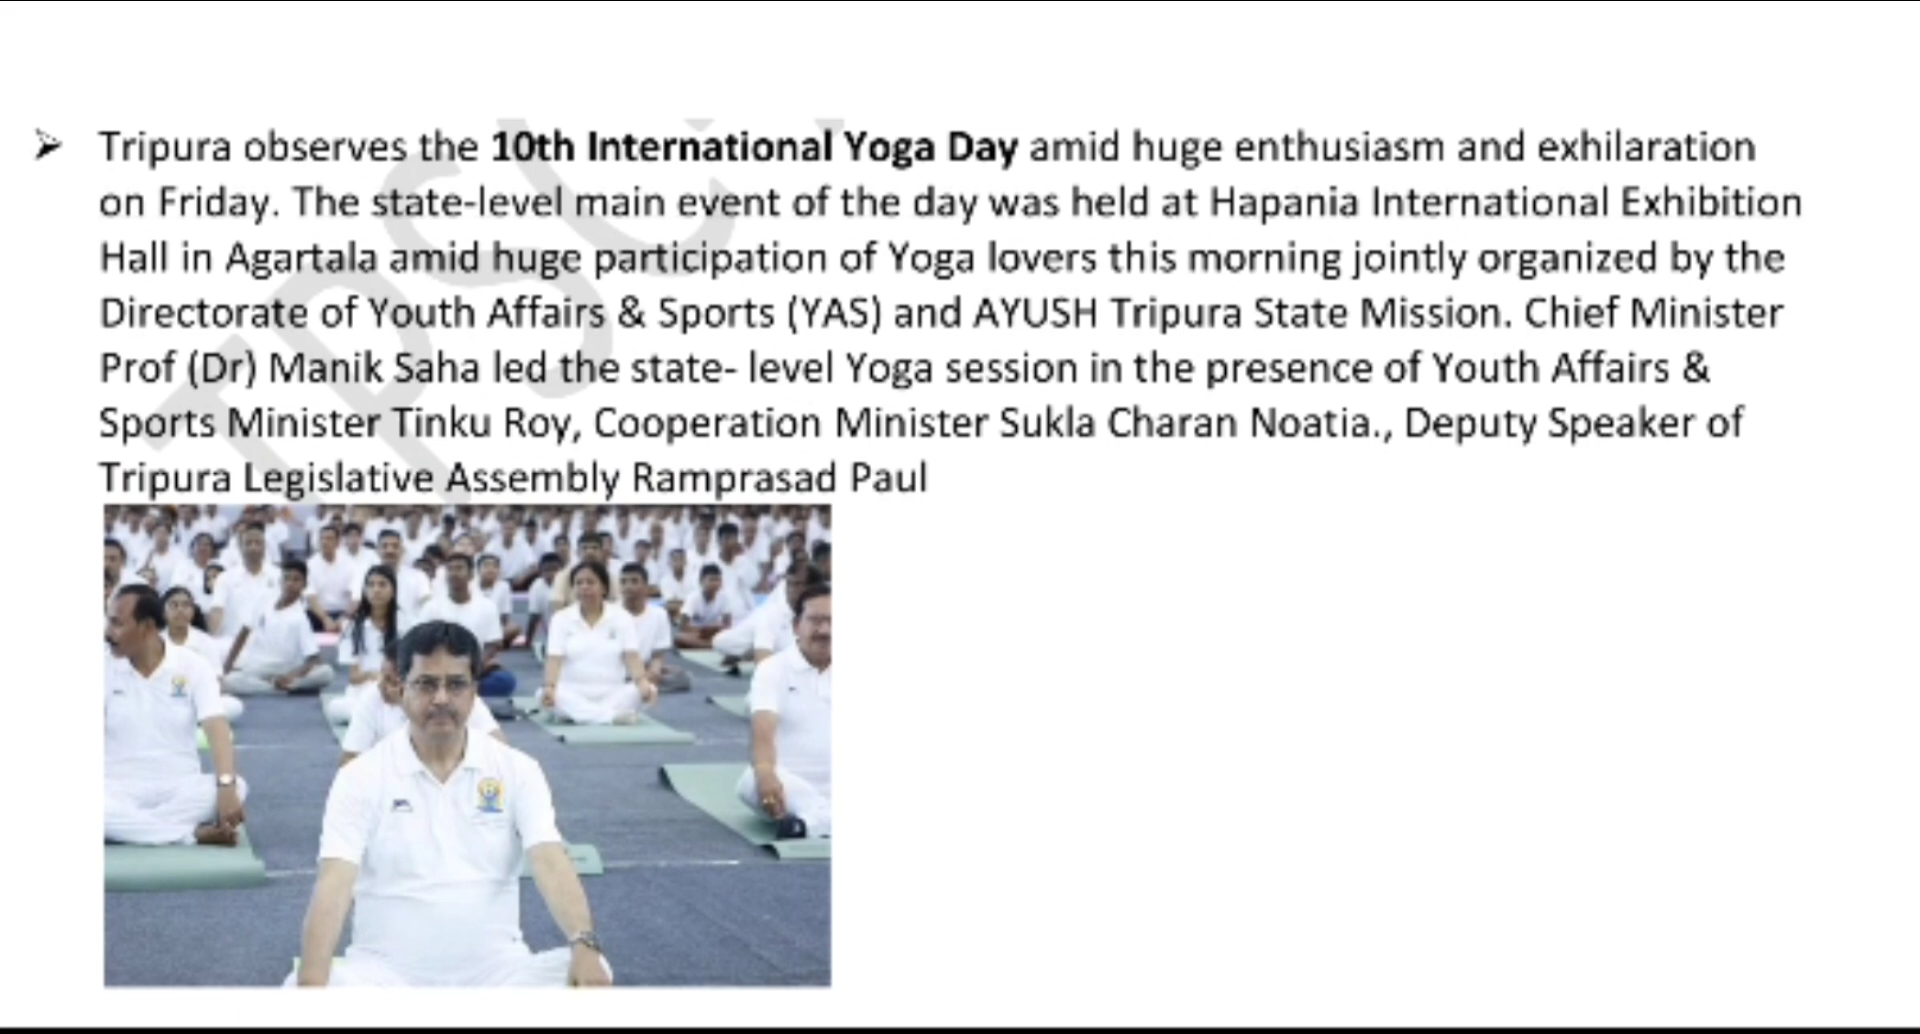 ➢ Tripura observes the 10th International Yoga Day amid huge enthusiasm and exhilaration
on Friday. The state-level main event of the day was held at Hapania International Exhibition
Hall in Agartala amid huge participation of Yoga lovers this morning jointly organized by the
Directorate of Youth Affairs & Sports (YAS) and AYUSH Tripura State Mission. Chief Minister
Prof (Dr) Manik Saha led the state- level Yoga session in the presence of Youth Affairs &
Sports Minister Tinku Roy, Cooperation Minister Sukla Charan Noatia., Deputy Speaker of
Tripura Legislative Assembly Ramprasad Paul